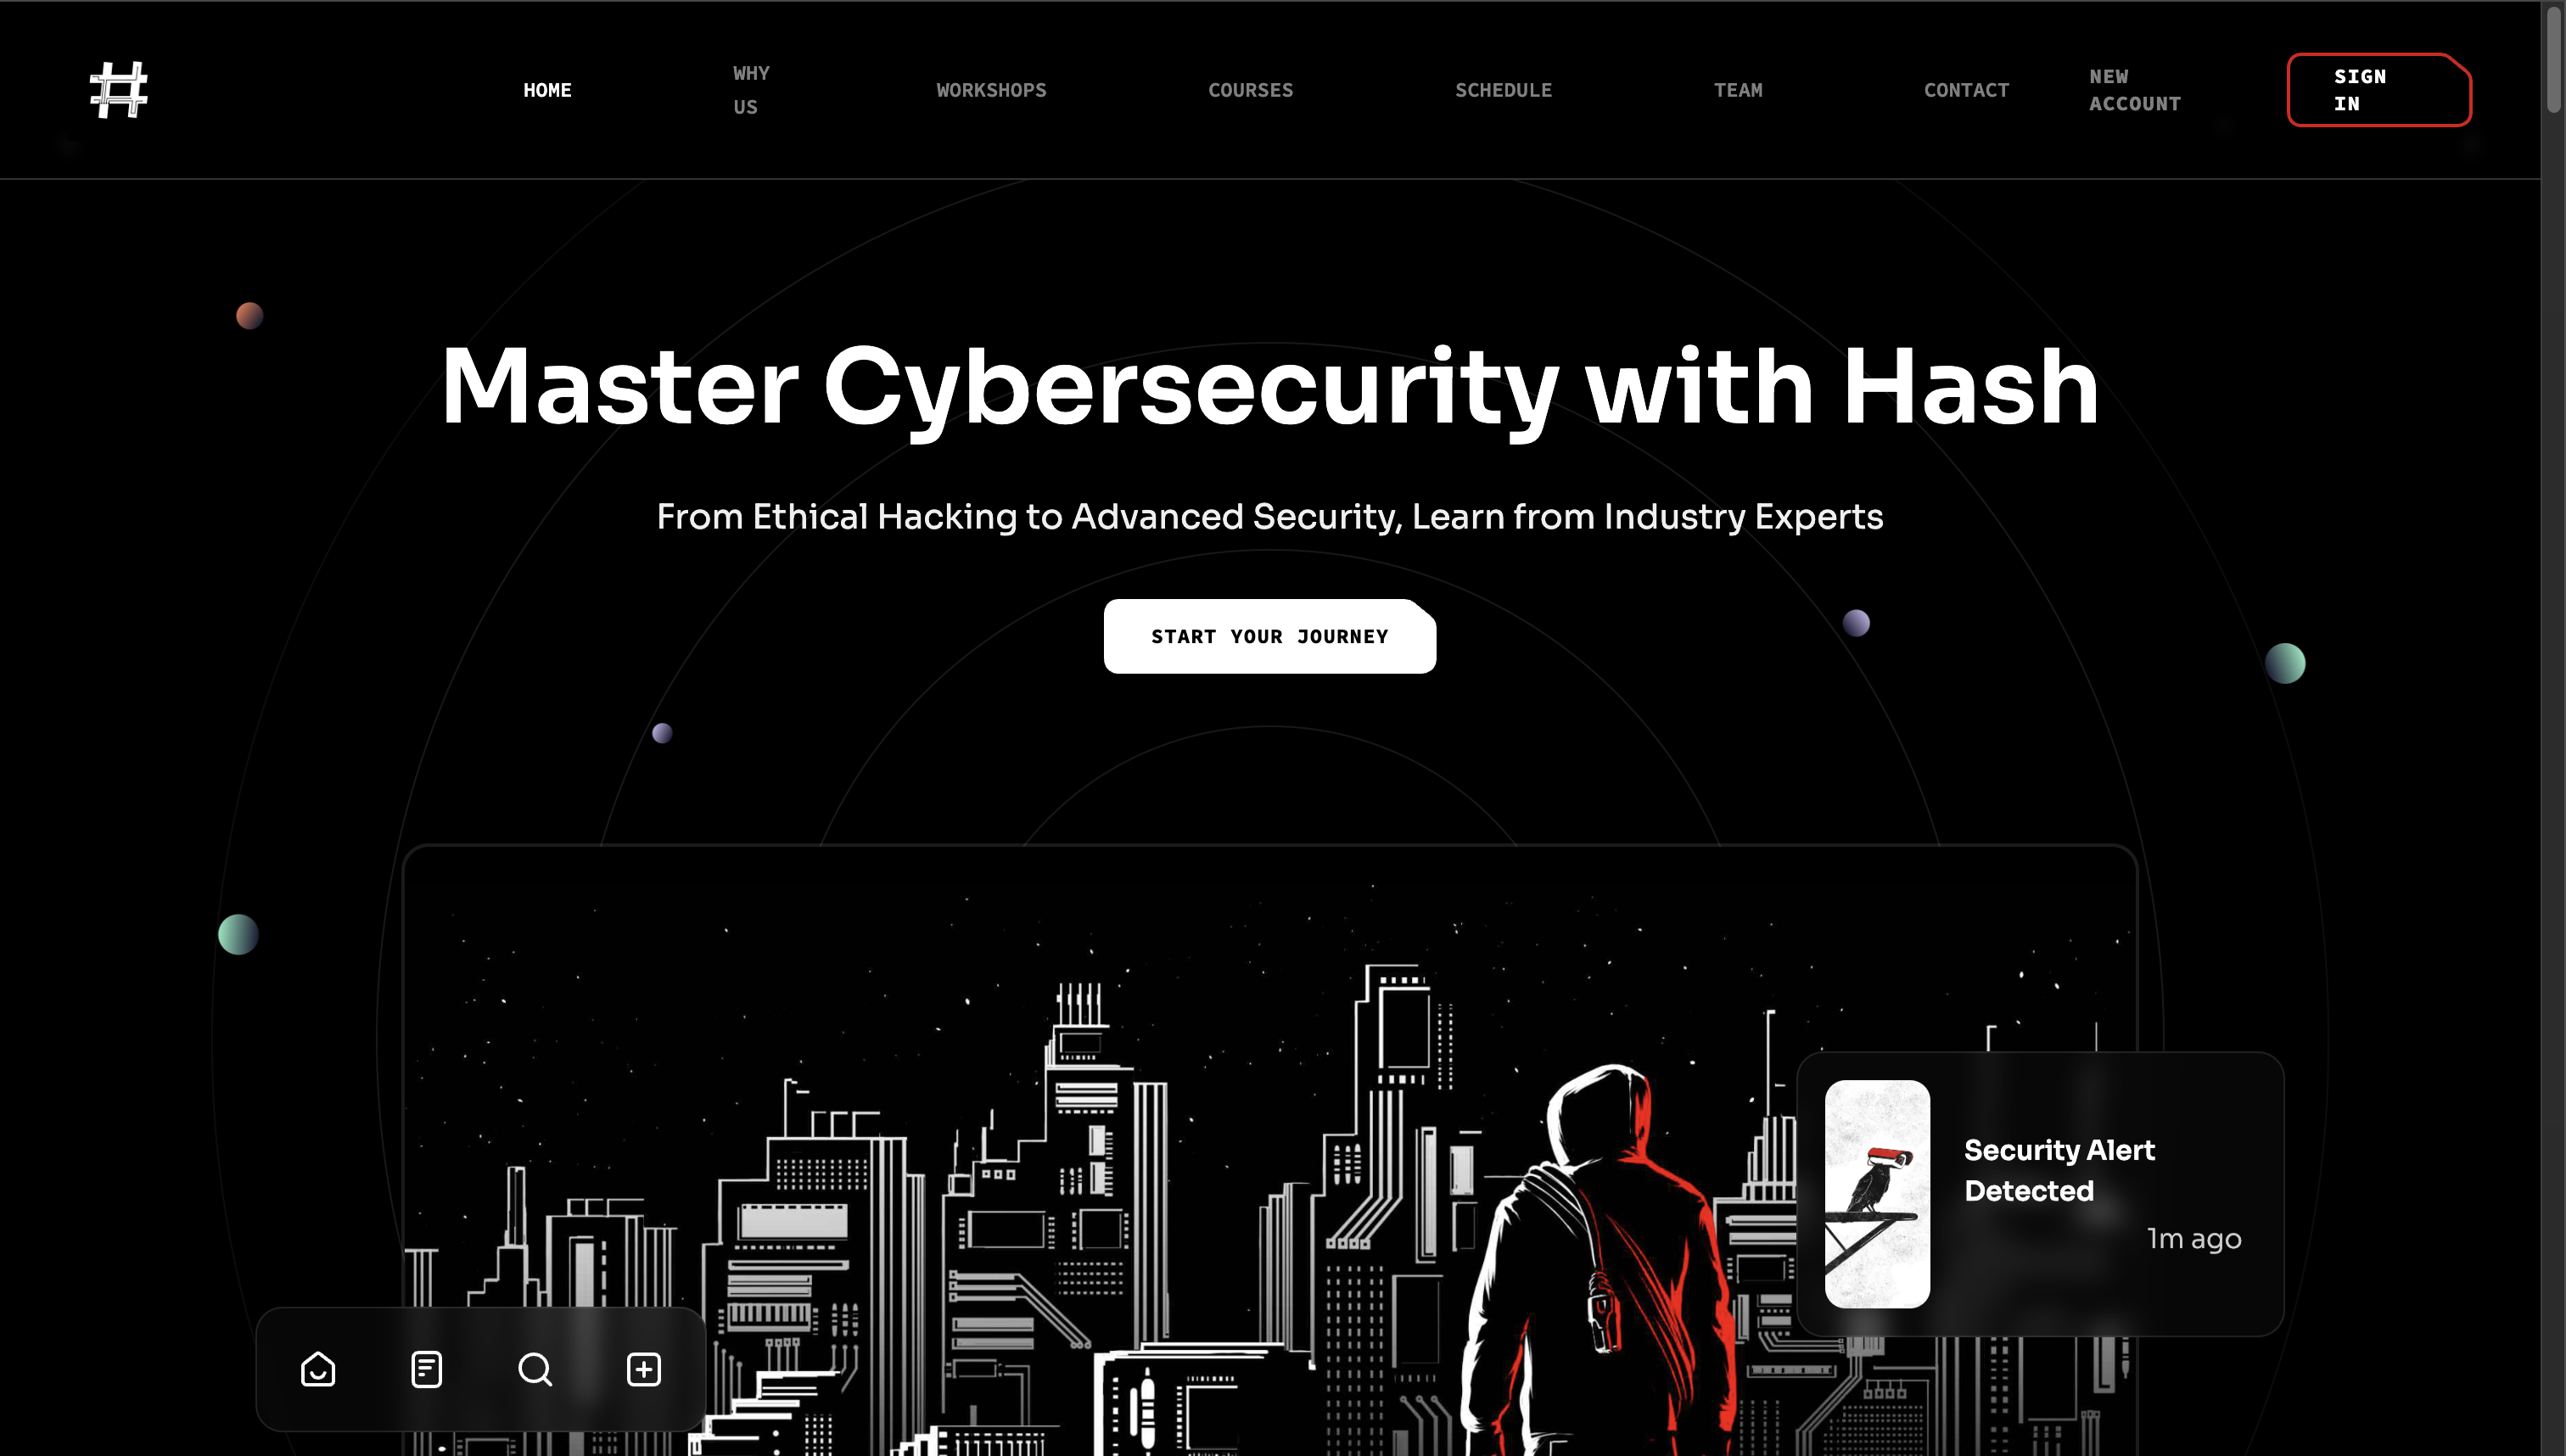 HOME
WHY
US
WORKSHOPS
COURSES
SCHEDULE
TEAM
CONTACT
NEW
ACCOUNT
SIGN
IN
Master Cybersecurity with Hash
From Ethical Hacking to Advanced Security, Learn from Industry Experts
START YOUR JOURNEY
Security Alert
Detected
1m ago